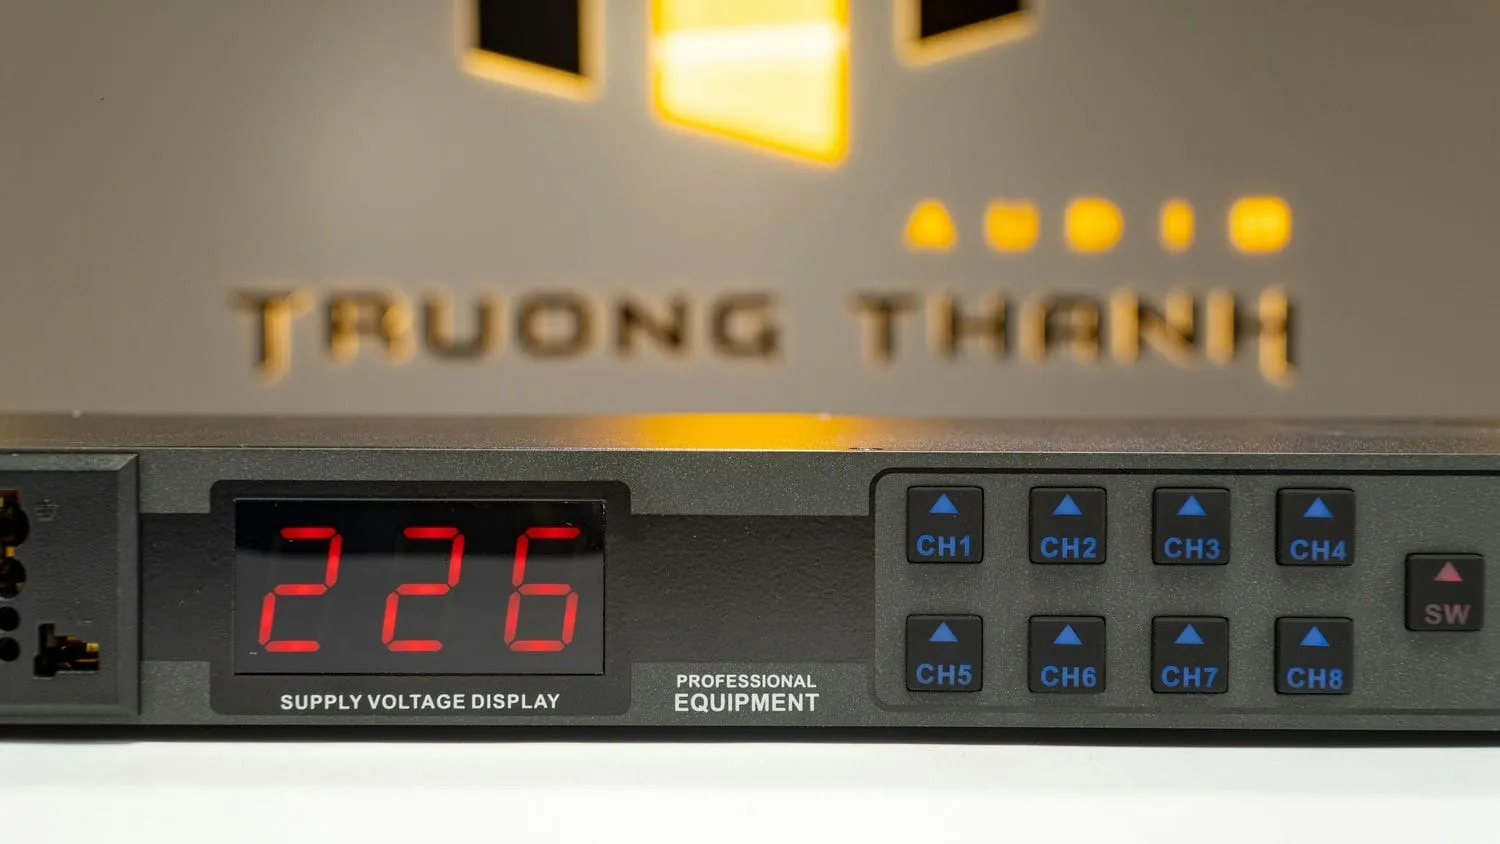 AUDIO
TRUONG THANH
226
SUPPLY VOLTAGE DISPLAY
PROFESSIONAL
EQUIPMENT
CH1 CH2 CH3 CH4
SW
CH5 CH6 CH7 CH8